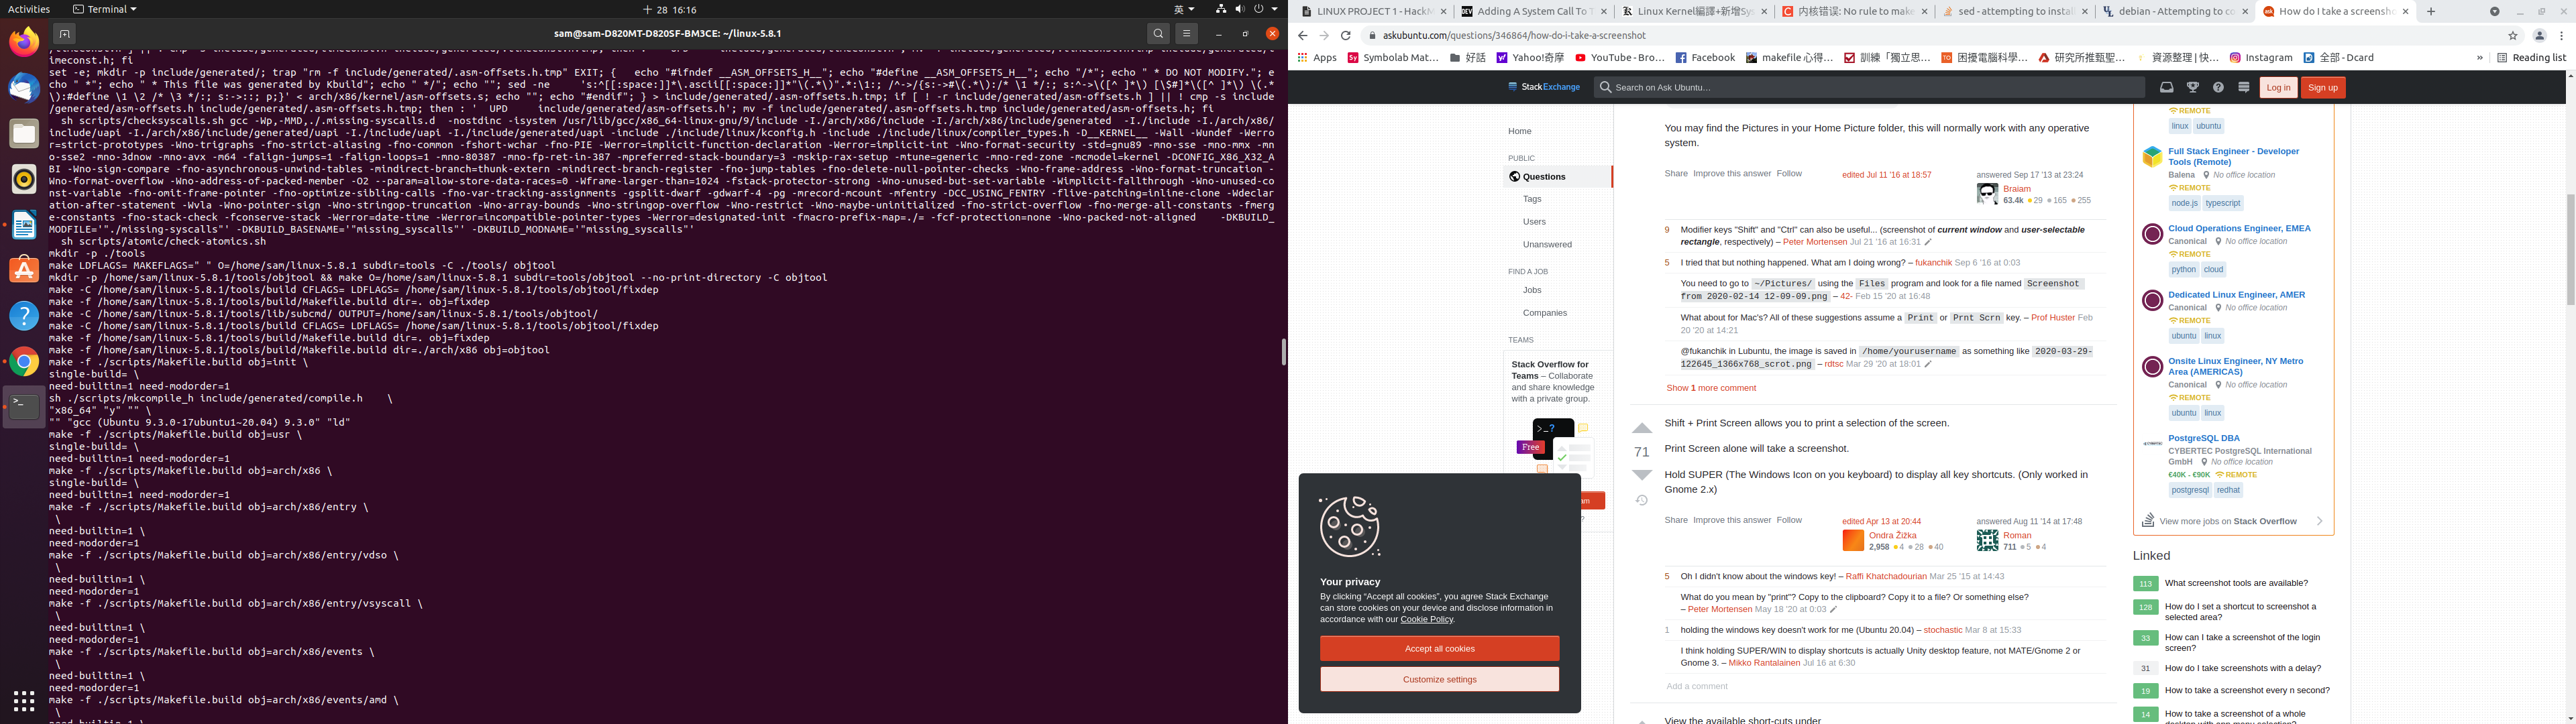 Activities
Terminal
十 28 16:16
英
sam@sam-D820MT-D820SF-BM3CE: ~/linux-5.8.1
imeconst.h; fi
set -e; mkdir -p include/generated/; trap "rm -f include/generated/.asm-offsets.h.tmp" EXIT; { echo "#ifndef __ASM_OFFSETS_H__"; echo "#define __ASM_OFFSETS_H__"; echo "/*"; echo " * DO NOT MODIFY."; e
cho " *"; echo " * This file was generated by Kbuild"; echo " */"; echo ""; sed -ne 's:^[[:space:]]*\.ascii[[:space:]]*"\(.*\)".*:\1:; /^->/{s:->#\(.*\):/* \1 */:; s:^->\([^ ]*\) [\$#]*\([^ ]*\) \(.*
\):#define \1 \2 /* \3 */:; s:->::; p;}' < arch/x86/kernel/asm-offsets.s; echo ""; echo "#endif"; } > include/generated/.asm-offsets.h.tmp; if [ ! -r include/generated/asm-offsets.h ] || ! cmp -s include
/generated/asm-offsets.h include/generated/.asm-offsets.h.tmp; then : ' UPD include/generated/asm-offsets.h'; mv -f include/generated/.asm-offsets.h.tmp include/generated/asm-offsets.h; fi
sh scripts/checksyscalls.sh gcc -Wp,-MMD,./.missing-syscalls.d -nostdinc -isystem /usr/lib/gcc/x86_64-linux-gnu/9/include -I./arch/x86/include -I./arch/x86/include/generated -I./include -I./arch/x86/
include/uapi -I./arch/x86/include/generated/uapi -I./include/uapi -I./include/generated/uapi -include ./include/linux/kconfig.h -include ./include/linux/compiler_types.h -D__KERNEL__ -Wall -Wundef -Werro
r=strict-prototypes -Wno-trigraphs -fno-strict-aliasing -fno-common -fshort-wchar -fno-PIE -Werror=implicit-function-declaration -Werror=implicit-int -Wno-format-security -std=gnu89 -mno-sse -mno-mmx -mn
o-sse2 -mno-3dnow -mno-avx -m64 -falign-jumps=1 -falign-loops=1 -mno-80387 -mno-fp-ret-in-387 -mpreferred-stack-boundary=3 -mskip-rax-setup -mtune=generic -mno-red-zone -mcmodel=kernel -DCONFIG_X86_X32_A
BI -Wno-sign-compare -fno-asynchronous-unwind-tables -mindirect-branch=thunk-extern -mindirect-branch-register -fno-jump-tables -fno-delete-null-pointer-checks -Wno-frame-address -Wno-format-truncation -
Wno-format-overflow -Wno-address-of-packed-member -O2 --param=allow-store-data-races=0 -Wframe-larger-than=1024 -fstack-protector-strong -Wno-unused-but-set-variable -Wimplicit-fallthrough -Wno-unused-co
nst-variable -fno-omit-frame-pointer -fno-optimize-sibling-calls -fno-var-tracking-assignments -gsplit-dwarf -gdwarf-4 -pg -mrecord-mcount -mfentry -DCC_USING_FENTRY -flive-patching=inline-clone -Wdeclar
ation-after-statement -Wvla -Wno-pointer-sign -Wno-stringop-truncation -Wno-array-bounds -Wno-stringop-overflow -Wno-restrict -Wno-maybe-uninitialized -fno-strict-overflow -fno-merge-all-constants -fmerg
e-constants -fno-stack-check -fconserve-stack -Werror=date-time -Werror=incompatible-pointer-types -Werror=designated-init -fmacro-prefix-map=./= -fcf-protection=none -Wno-packed-not-aligned -DKBUILD_
MODFILE='"./missing-syscalls"' -DKBUILD_BASENAME='"missing_syscalls"' -DKBUILD_MODNAME='"missing_syscalls"'
sh scripts/atomic/check-atomics.sh
mkdir -p ./tools
make LDFLAGS= MAKEFLAGS=" " O=/home/sam/linux-5.8.1 subdir=tools -C ./tools/ objtool
mkdir -p /home/sam/linux-5.8.1/tools/objtool && make O=/home/sam/linux-5.8.1 subdir=tools/objtool --no-print-directory -C objtool
make -C /home/sam/linux-5.8.1/tools/build CFLAGS= LDFLAGS= /home/sam/linux-5.8.1/tools/objtool/fixdep
make -f /home/sam/linux-5.8.1/tools/build/Makefile.build dir=. obj=fixdep
make -C /home/sam/linux-5.8.1/tools/lib/subcmd/ OUTPUT=/home/sam/linux-5.8.1/tools/objtool/
make -C /home/sam/linux-5.8.1/tools/build CFLAGS= LDFLAGS= /home/sam/linux-5.8.1/tools/objtool/fixdep
make -f /home/sam/linux-5.8.1/tools/build/Makefile.build dir=. obj=fixdep
make -f /home/sam/linux-5.8.1/tools/build/Makefile.build dir=./arch/x86 obj=objtool
make -f ./scripts/Makefile.build obj=init \
single-build= \
need-builtin=1 need-modorder=1
sh ./scripts/mkcompile_h include/generated/compile.h \
"x86_64" "y" "" \
"" "gcc (Ubuntu 9.3.0-17ubuntu1~20.04) 9.3.0" "ld"
make -f ./scripts/Makefile.build obj=usr \
single-build= \
need-builtin=1 need-modorder=1
make -f ./scripts/Makefile.build obj=arch/x86 \
single-build= \
need-builtin=1 need-modorder=1
make -f ./scripts/Makefile.build obj=arch/x86/entry \
\
need-builtin=1 \
need-modorder=1
make -f ./scripts/Makefile.build obj=arch/x86/entry/vdso \
\
need-builtin=1 \
need-modorder=1
make -f ./scripts/Makefile.build obj=arch/x86/entry/vsyscall \
\
need-builtin=1 \
need-modorder=1
make -f ./scripts/Makefile.build obj=arch/x86/events \
\
need-builtin=1 \
need-modorder=1
make -f ./scripts/Makefile.build obj=arch/x86/events/amd \
\
need-builtin=1 \
LINUX PROJECT 1 - HackM
Adding A System Call To T
Linux Kernel編譯+新增Sys
内核错误: No rule to make
sed - attempting to instal
debian - Attempting to co
How do I take a screensho
askubuntu.com/questions/346864/how-do-i-take-a-screenshot
Apps
Symbolab Mat…
好話
Yahoo!奇摩
YouTube - Bro…
Facebook
makefile 心得…
訓練「獨立思…
困擾電腦科學…
研究所推甄聖…
資源整理 | 快…
Instagram
全部 - Dcard
»
Reading list
StackExchange
Search on Ask Ubuntu…
Log in
Sign up
Home
PUBLIC
Questions
Tags
Users
Unanswered
FIND A JOB
Jobs
Companies
TEAMS
Stack Overflow for
Teams – Collaborate
and share knowledge
with a private group.
Free
You may find the Pictures in your Home Picture folder, this will normally work with any operative
system.
Share Improve this answer Follow
edited Jul 11 '16 at 18:57
answered Sep 17 '13 at 23:24
Braiam
63.4k 29 165 255
9 Modifier keys "Shift" and "Ctrl" can also be useful... (screenshot of current window and user-selectable
rectangle, respectively) – Peter Mortensen Jul 21 '16 at 16:31
5 I tried that but nothing happened. What am I doing wrong? – fukanchik Sep 6 '16 at 0:03
You need to go to ~/Pictures/ using the Files program and look for a file named Screenshot
from 2020-02-14 12-09-09.png – 42- Feb 15 '20 at 16:48
What about for Mac's? All of these suggestions assume a Print or Prnt Scrn key. – Prof Huster Feb
20 '20 at 14:21
@fukanchik in Lubuntu, the image is saved in /home/yourusername as something like 2020-03-29-
122645_1366x768_scrot.png – rdtsc Mar 29 '20 at 18:01
Show 1 more comment
71
Shift + Print Screen allows you to print a selection of the screen.
Print Screen alone will take a screenshot.
Hold SUPER (The Windows Icon on you keyboard) to display all key shortcuts. (Only worked in
Gnome 2.x)
Share Improve this answer Follow
edited Apr 13 at 20:44
Ondra Žižka
2,958 4 28 40
answered Aug 11 '14 at 17:48
Roman
711 5 4
5 Oh I didn't know about the windows key! – Raffi Khatchadourian Mar 25 '15 at 14:43
What do you mean by "print"? Copy to the clipboard? Copy it to a file? Or something else?
– Peter Mortensen May 18 '20 at 0:03
1 holding the windows key doesn't work for me (Ubuntu 20.04) – stochastic Mar 8 at 15:33
I think holding SUPER/WIN to display shortcuts is actually Unity desktop feature, not MATE/Gnome 2 or
Gnome 3. – Mikko Rantalainen Jul 16 at 6:30
Add a comment
View the available short-cuts under
Your privacy
By clicking “Accept all cookies”, you agree Stack Exchange
can store cookies on your device and disclose information in
accordance with our Cookie Policy.
Accept all cookies
Customize settings
REMOTE
linux ubuntu
Full Stack Engineer - Developer
Tools (Remote)
Balena No office location
REMOTE
node.js typescript
Cloud Operations Engineer, EMEA
Canonical No office location
REMOTE
python cloud
Dedicated Linux Engineer, AMER
Canonical No office location
REMOTE
ubuntu linux
Onsite Linux Engineer, NY Metro
Area (AMERICAS)
Canonical No office location
REMOTE
ubuntu linux
PostgreSQL DBA
CYBERTEC PostgreSQL International
GmbH No office location
€40K - €90K REMOTE
postgresql redhat
View more jobs on Stack Overflow
Linked
113 What screenshot tools are available?
128 How do I set a shortcut to screenshot a
selected area?
33 How can I take a screenshot of the login
screen?
31 How do I take screenshots with a delay?
19 How to take a screenshot every n second?
14 How to take a screenshot of a whole
desktop with app menu selection?